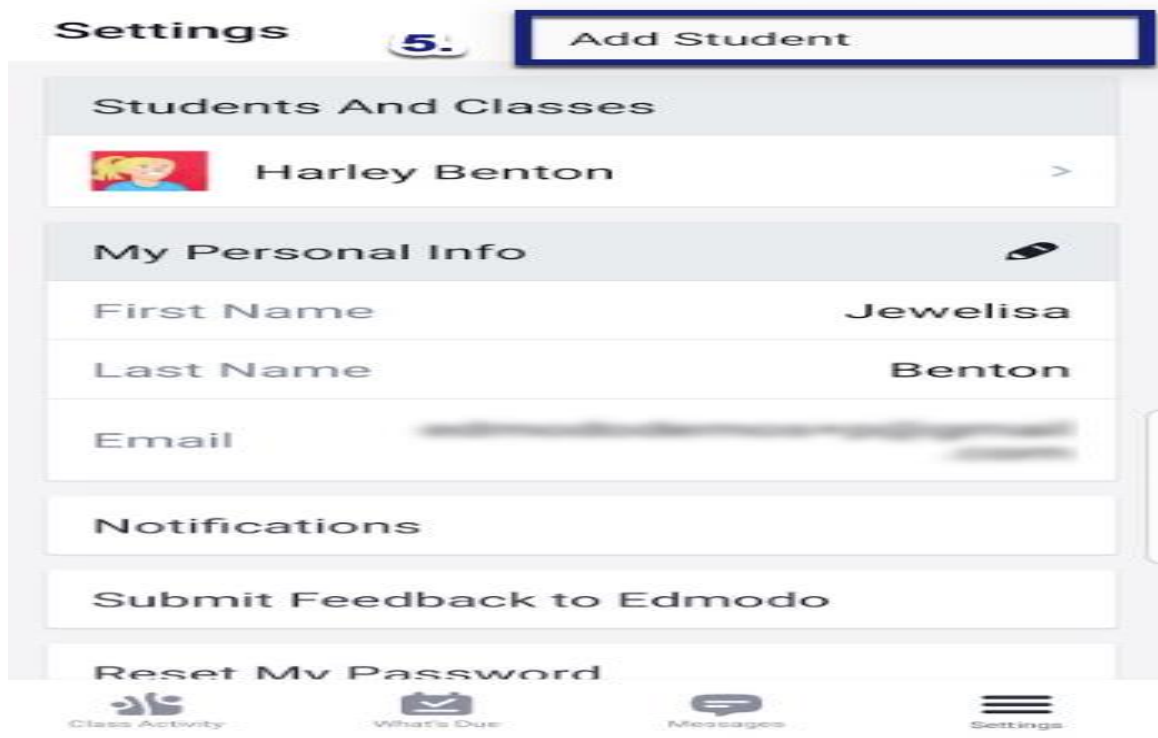 Settings
5.
Add Student
Students And Classes
Harley Benton
>
My Personal Info
First Name
Jewelisa
Last Name
Benton
Email
Notifications
Submit Feedback to Edmodo
Reset My Password
Class Activity
What's Due
Messages
Settings